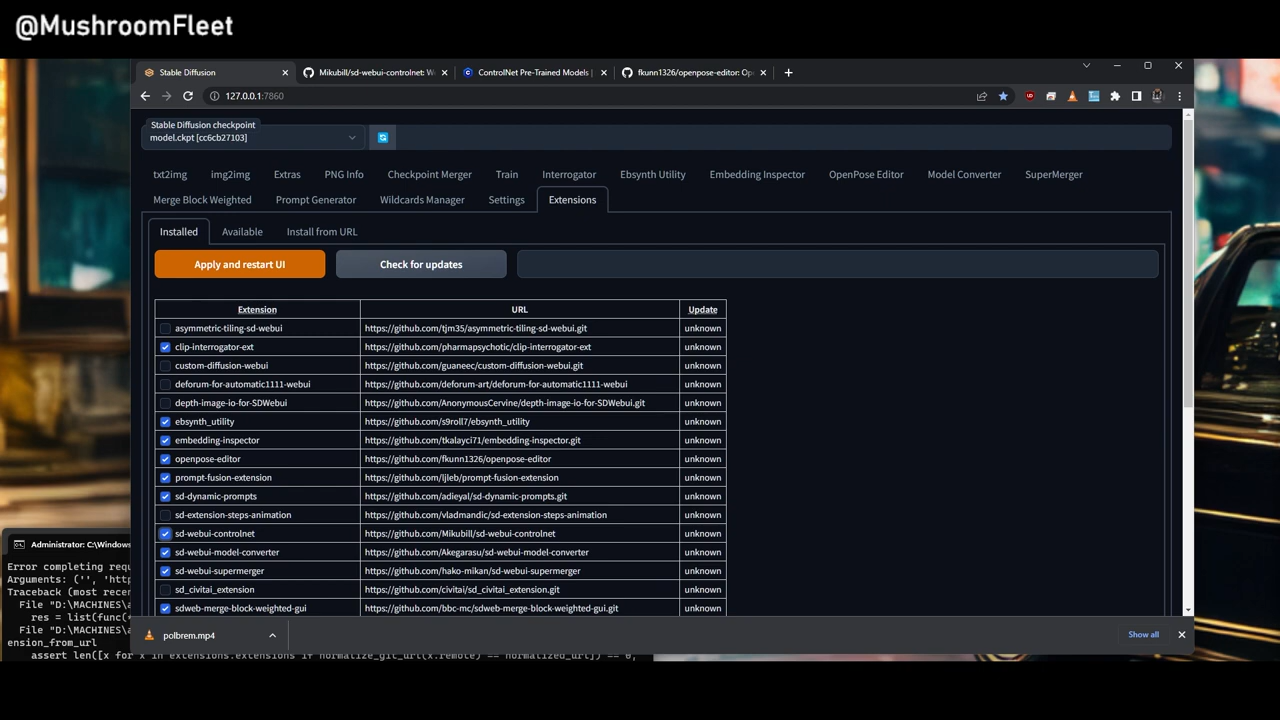 @MushroomFleet
Stable Diffusion
Mikubill/sd-webui-controlnet: W
ControlNet Pre-Trained Models |
fkunn1326/openpose-editor: Op
127.0.0.1:7860
Stable Diffusion checkpoint
model.ckpt [cc6cb27103]
txt2img img2img Extras PNG Info Checkpoint Merger Train Interrogator Ebsynth Utility Embedding Inspector OpenPose Editor Model Converter SuperMerger
Merge Block Weighted Prompt Generator Wildcards Manager Settings Extensions
Installed Available Install from URL
Apply and restart UI Check for updates
Extension URL Update
asymmetric-tiling-sd-webui https://github.com/tjm35/asymmetric-tiling-sd-webui.git unknown
clip-interrogator-ext https://github.com/pharmapsychotic/clip-interrogator-ext unknown
custom-diffusion-webui https://github.com/guaneec/custom-diffusion-webui.git unknown
deforum-for-automatic1111-webui https://github.com/deforum-art/deforum-for-automatic1111-webui unknown
depth-image-io-for-SDWebui https://github.com/AnonymousCervine/depth-image-io-for-SDWebui.git unknown
ebsynth_utility https://github.com/s9roll7/ebsynth_utility unknown
embedding-inspector https://github.com/tkalayci71/embedding-inspector.git unknown
openpose-editor https://github.com/fkunn1326/openpose-editor unknown
prompt-fusion-extension https://github.com/ljleb/prompt-fusion-extension unknown
sd-dynamic-prompts https://github.com/adieyal/sd-dynamic-prompts.git unknown
sd-extension-steps-animation https://github.com/vladmandic/sd-extension-steps-animation unknown
sd-webui-controlnet https://github.com/Mikubill/sd-webui-controlnet unknown
sd-webui-model-converter https://github.com/Akegarasu/sd-webui-model-converter unknown
sd-webui-supermerger https://github.com/hako-mikan/sd-webui-supermerger unknown
sd_civitai_extension https://github.com/civitai/sd_civitai_extension.git unknown
sdweb-merge-block-weighted-gui https://github.com/bbc-mc/sdweb-merge-block-weighted-gui.git unknown
Administrator: C:\Windows
Error completing requ
Arguments: ('', 'http
Traceback (most recen
File "D:\MACHINES\a
res = list(func(*
File "D:\MACHINES\a
ension_from_url
assert len([x for x in extensions.extensions if normalize_git_url(x.remote) == normalized_url]) == 0,
polbrem.mp4
Show all